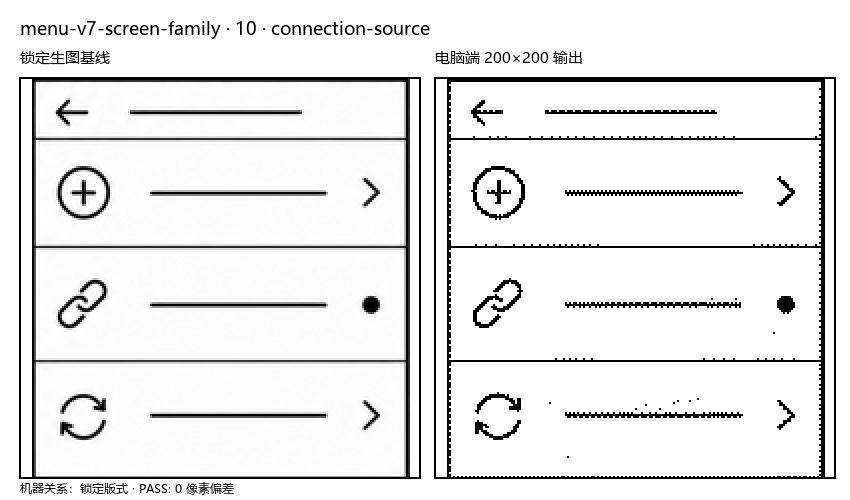 menu-v7-screen-family · 10 · connection-source
锁定生图基线
电脑端 200×200 输出
机器关系：锁定版式 · PASS: 0 像素偏差